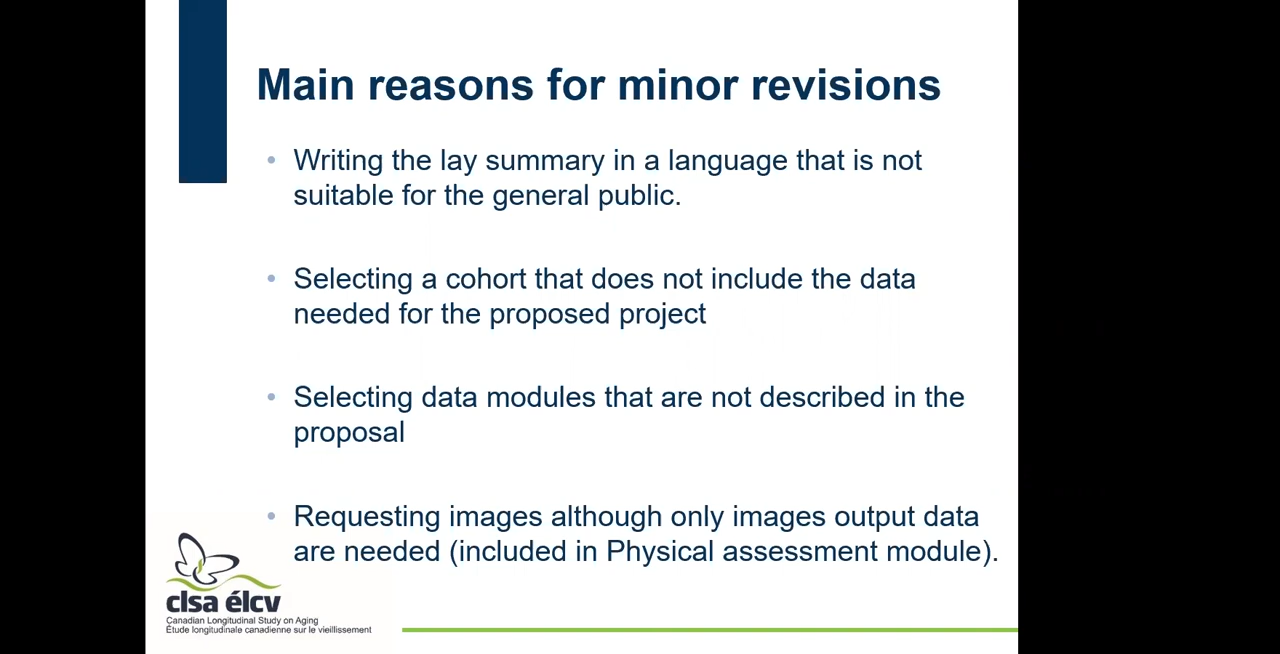 Main reasons for minor revisions
• Writing the lay summary in a language that is not
suitable for the general public.
• Selecting a cohort that does not include the data
needed for the proposed project
• Selecting data modules that are not described in the
proposal
• Requesting images although only images output data
are needed (included in Physical assessment module).
clsa élcv
Canadian Longitudinal Study on Aging
Étude longitudinale canadienne sur le vieillissement